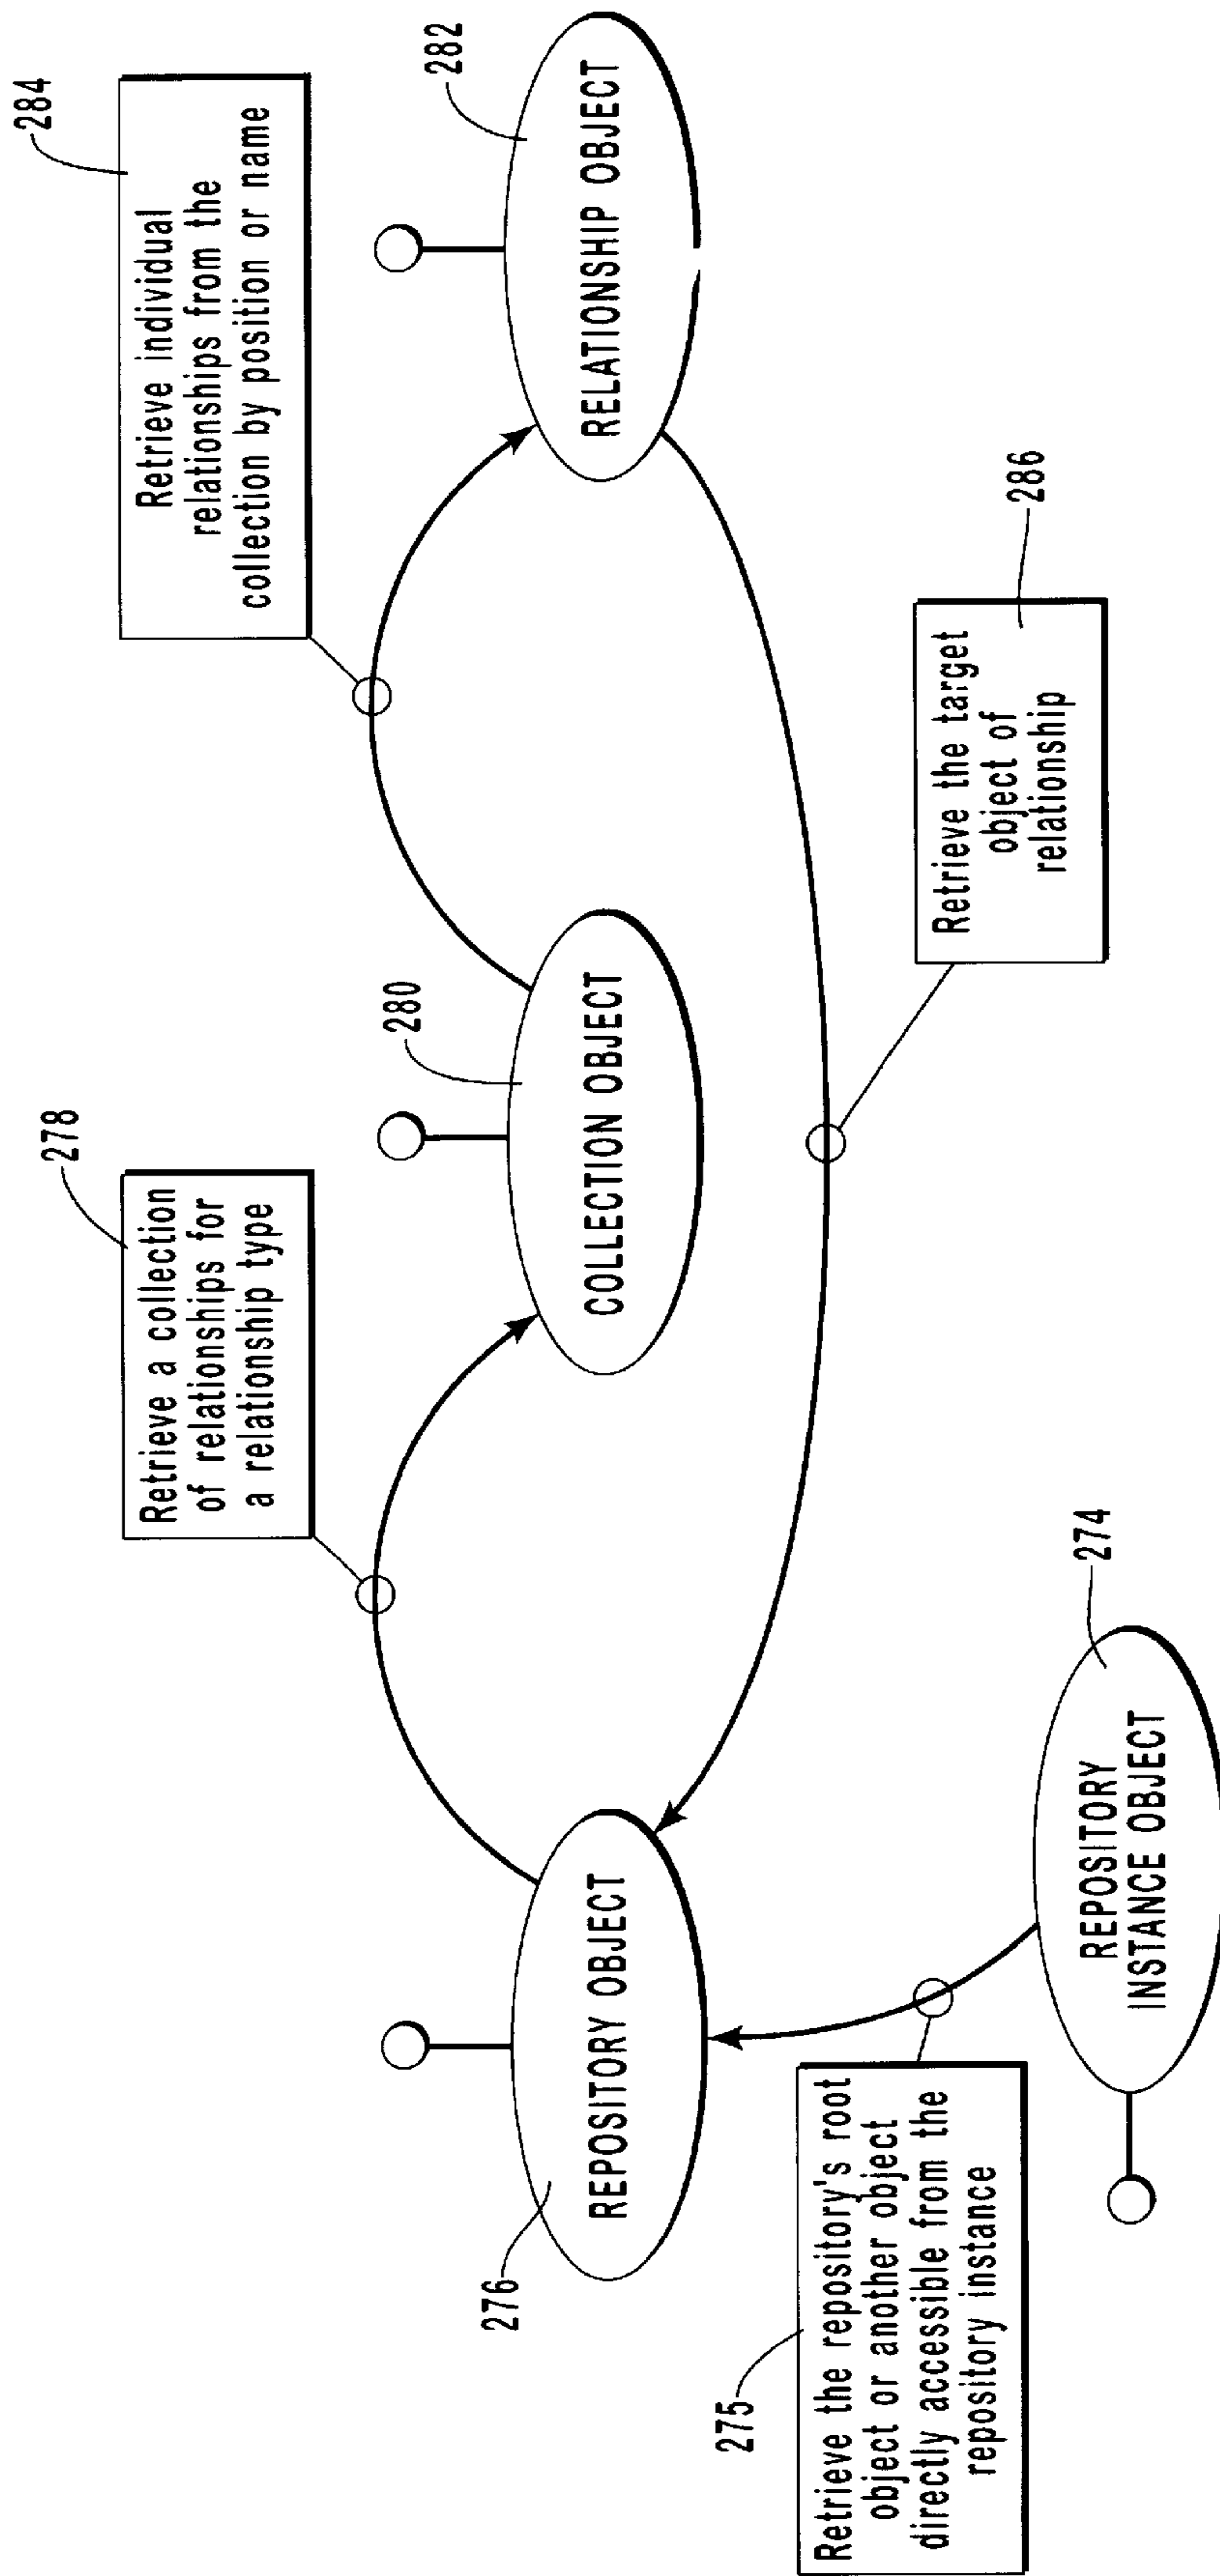 278
Retrieve a collection
of relationships for
a relationship type
284
Retrieve individual
relationships from the
collection by position or name
276
REPOSITORY OBJECT
280
COLLECTION OBJECT
282
RELATIONSHIP OBJECT
275
Retrieve the repository's root
object or another object
directly accessible from the
repository instance
274
REPOSITORY
INSTANCE OBJECT
286
Retrieve the target
object of
relationship